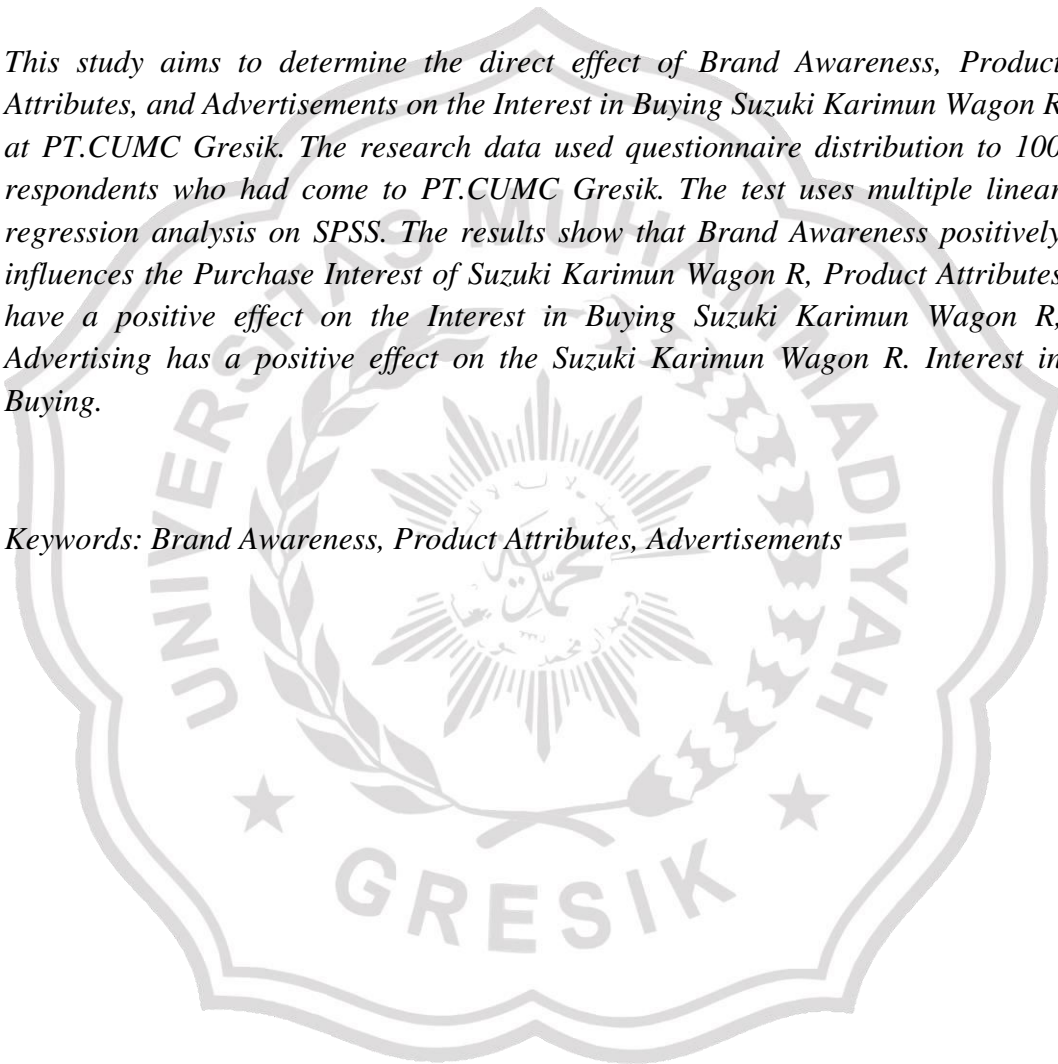 This study aims to determine the direct effect of Brand Awareness, Product
Attributes, and Advertisements on the Interest in Buying Suzuki Karimun Wagon R
at PT.CUMC Gresik. The research data used questionnaire distribution to 100
respondents who had come to PT.CUMC Gresik. The test uses multiple linear
regression analysis on SPSS. The results show that Brand Awareness positively
influences the Purchase Interest of Suzuki Karimun Wagon R, Product Attributes
have a positive effect on the Interest in Buying Suzuki Karimun Wagon R,
Advertising has a positive effect on the Suzuki Karimun Wagon R. Interest in
Buying.
Keywords: Brand Awareness, Product Attributes, Advertisements
UNIVERSITAS MUHAMMADIYAH
GRESIK